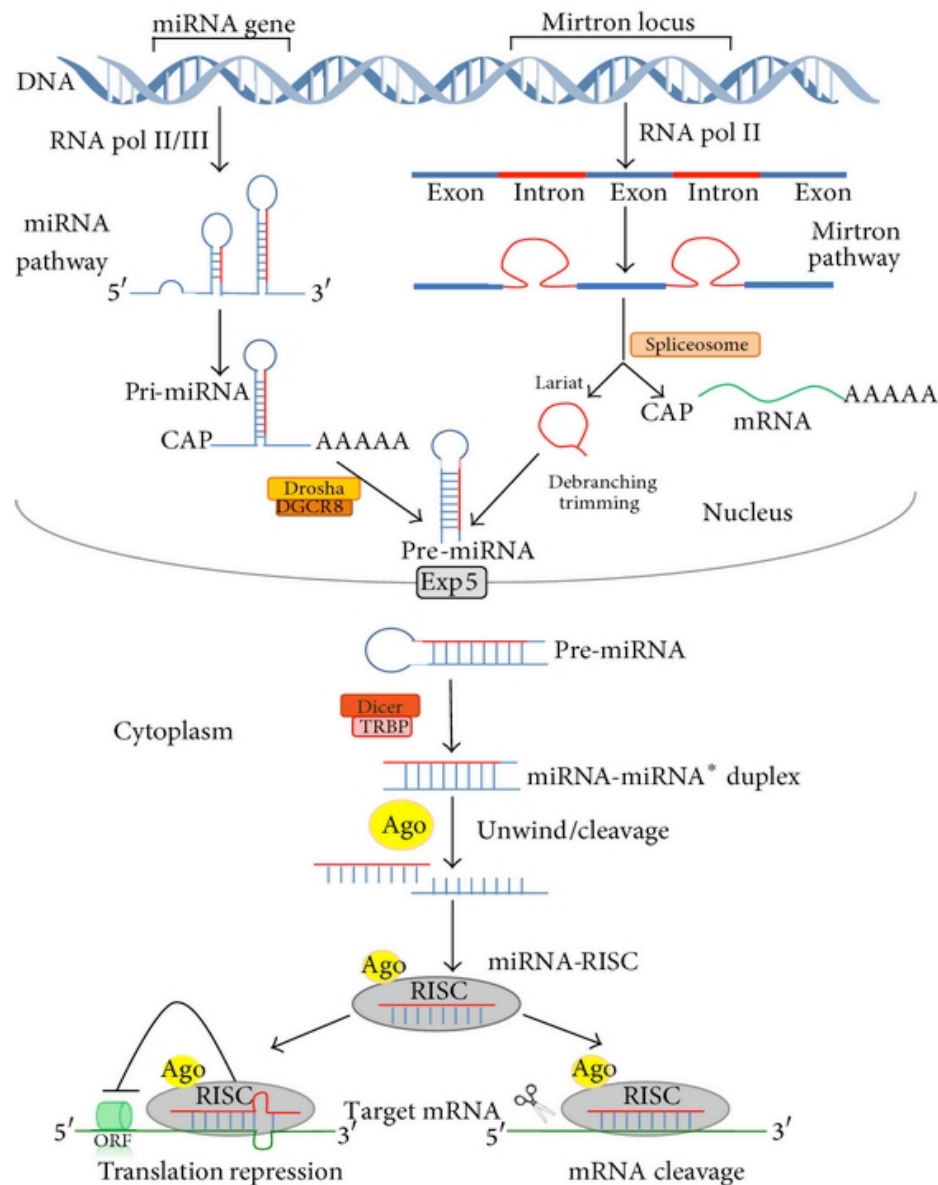 miRNA gene
Mirtron locus
DNA
RNA pol II/III
RNA pol II
Exon Intron Exon Intron Exon
miRNA
pathway
Mirtron
pathway
5′ 3′
Spliceosome
Pri-miRNA
Lariat
CAP
mRNA
AAAAA
CAP
AAAAA
Drosha
DGCR8
Debranching
trimming
Nucleus
Pre-miRNA
Exp 5
Pre-miRNA
Cytoplasm
Dicer
TRBP
miRNA-miRNA* duplex
Ago
Unwind/cleavage
Ago
miRNA-RISC
RISC
Ago
RISC
Target mRNA
Ago
RISC
5′
ORF
3′
5′
3′
Translation repression
mRNA cleavage